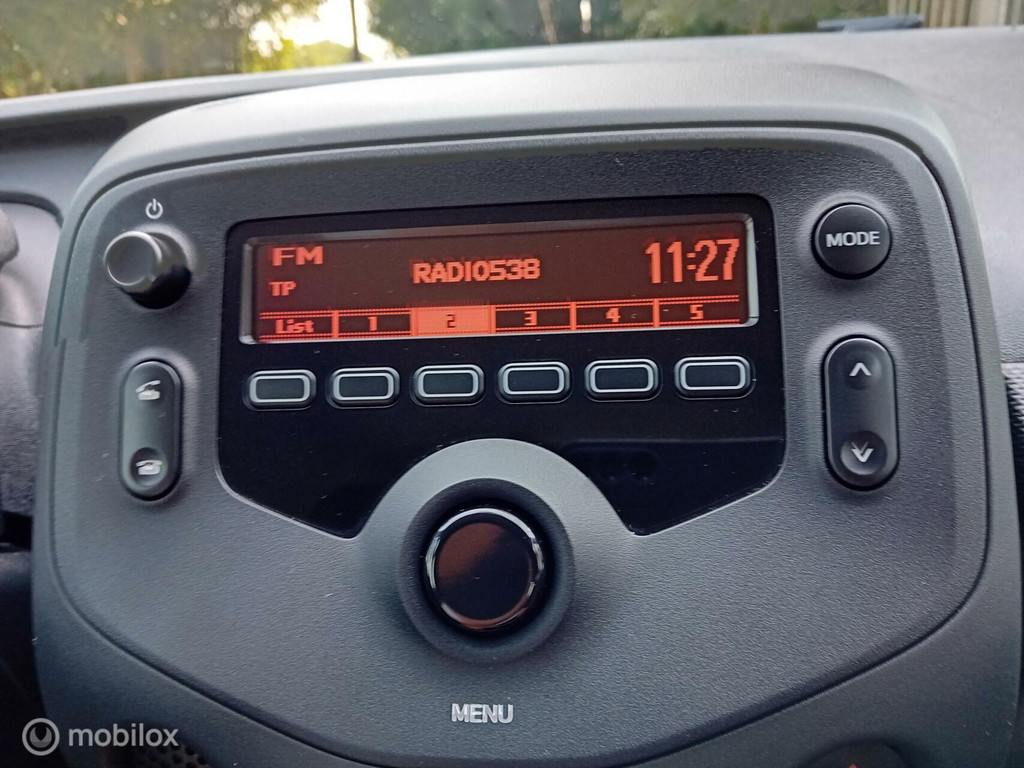 FM
RADIO538
11:27
TP
List 1 2 3 4 5
MODE
MENU
mobilox